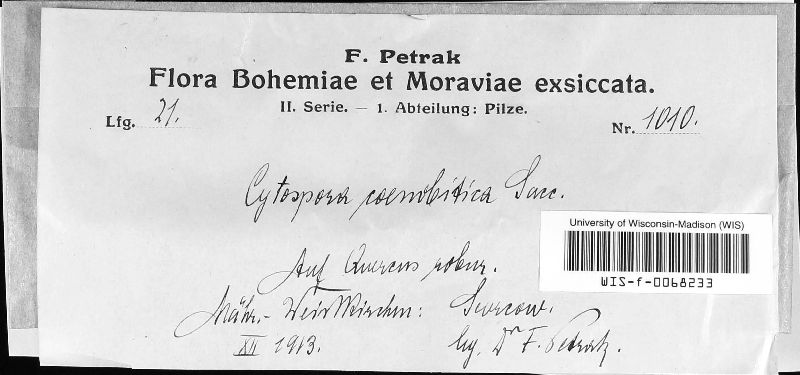 F. Petrak
Flora Bohemiae et Moraviae exsiccata.
II. Serie. – 1. Abteilung: Pilze.
Lfg. 21.
Nr. 1010.
Cytospora coenobitica Sacc.
University of Wisconsin-Madison (WIS)
WIS-f-0068233
Auf Quercus robur.
Mähr.-Weisskirchen:
XII 1913.
leg. Dr F. Petrak.